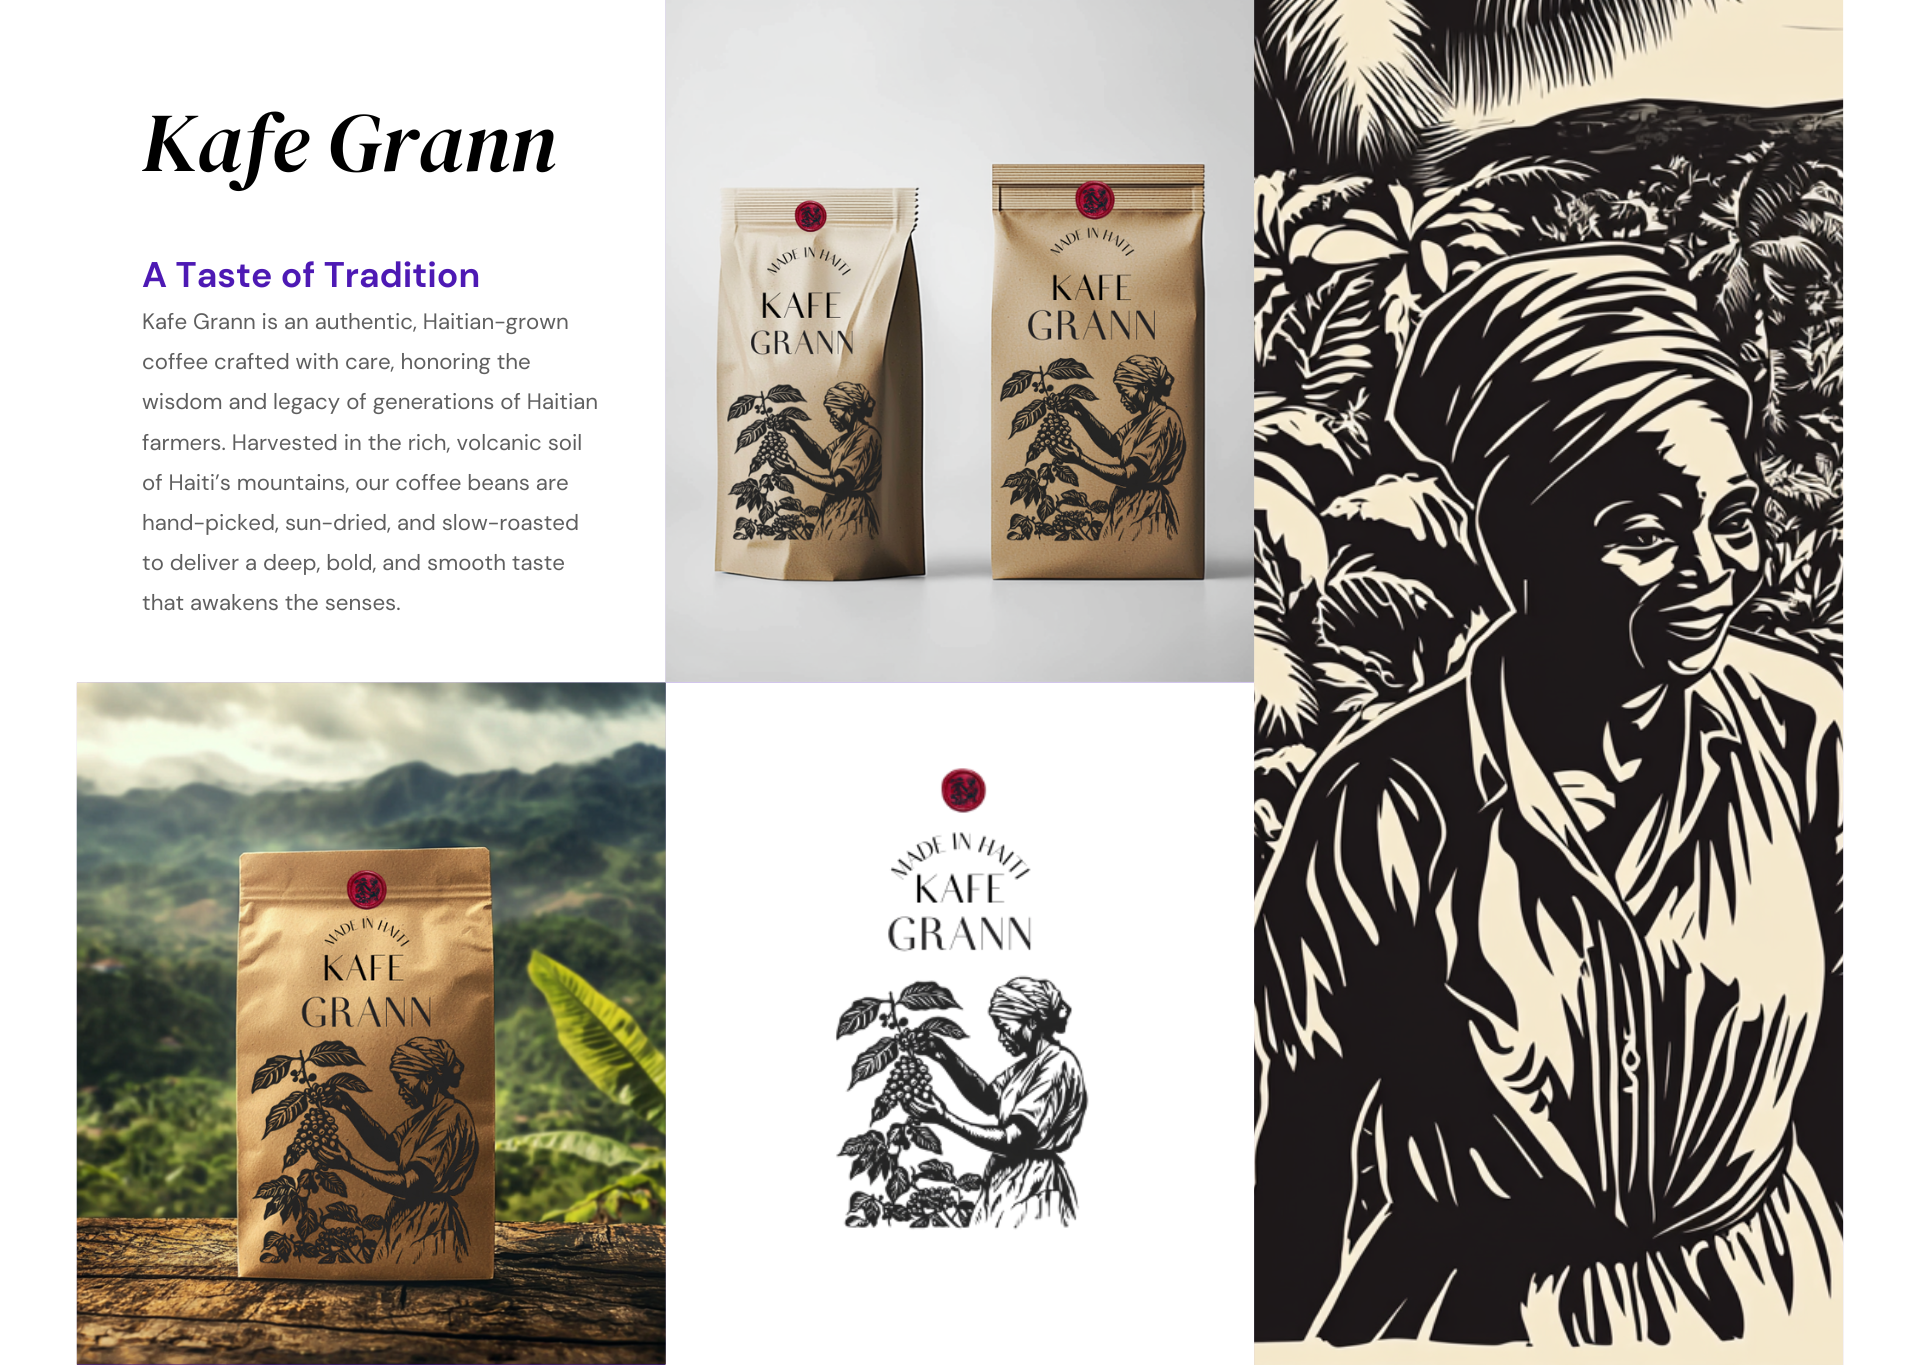 Kafe Grann
A Taste of Tradition
Kafe Grann is an authentic, Haitian-grown
coffee crafted with care, honoring the
wisdom and legacy of generations of Haitian
farmers. Harvested in the rich, volcanic soil
of Haiti’s mountains, our coffee beans are
hand-picked, sun-dried, and slow-roasted
to deliver a deep, bold, and smooth taste
that awakens the senses.
MADE IN HAITI
KAFE
GRANN
MADE IN HAITI
KAFE
GRANN
MADE IN HAITI
KAFE
GRANN
MADE IN HAITI
KAFE
GRANN